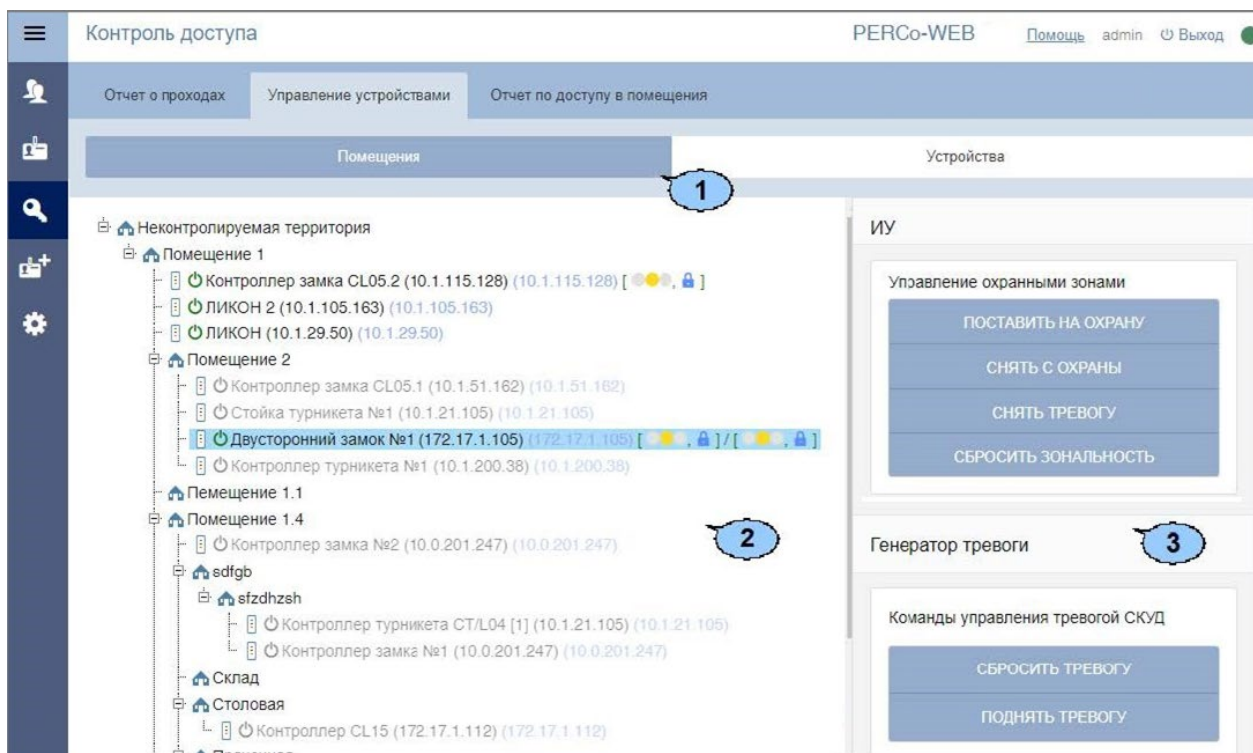 Контроль доступа
PERCo-WEB Помощь admin Выход
Отчет о проходах Управление устройствами Отчет по доступу в помещения
Помещения Устройства
1
Неконтролируемая территория
Помещение 1
Контроллер замка CL05.2 (10.1.115.128) (10.1.115.128) [ , ]
ЛИКОН 2 (10.1.105.163) (10.1.105.163)
ЛИКОН (10.1.29.50) (10.1.29.50)
Помещение 2
Контроллер замка CL05.1 (10.1.51.162) (10.1.51.162)
Стойка турникета №1 (10.1.21.105) (10.1.21.105)
Двусторонний замок №1 (172.17.1.105) (172.17.1.105) [ , ] / [ , ]
Контроллер турникета №1 (10.1.200.38) (10.1.200.38)
Пемещение 1.1
Помещение 1.4
Контроллер замка №2 (10.0.201.247) (10.0.201.247)
sdfgb
sfzdhzsh
Контроллер турникета CT/L04 [1] (10.1.21.105) (10.1.21.105)
Контроллер замка №1 (10.0.201.247) (10.0.201.247)
Склад
Столовая
Контроллер CL15 (172.17.1.112) (172.17.1.112)
2
ИУ
Управление охранными зонами
ПОСТАВИТЬ НА ОХРАНУ
СНЯТЬ С ОХРАНЫ
СНЯТЬ ТРЕВОГУ
СБРОСИТЬ ЗОНАЛЬНОСТЬ
Генератор тревоги
3
Команды управления тревогой СКУД
СБРОСИТЬ ТРЕВОГУ
ПОДНЯТЬ ТРЕВОГУ